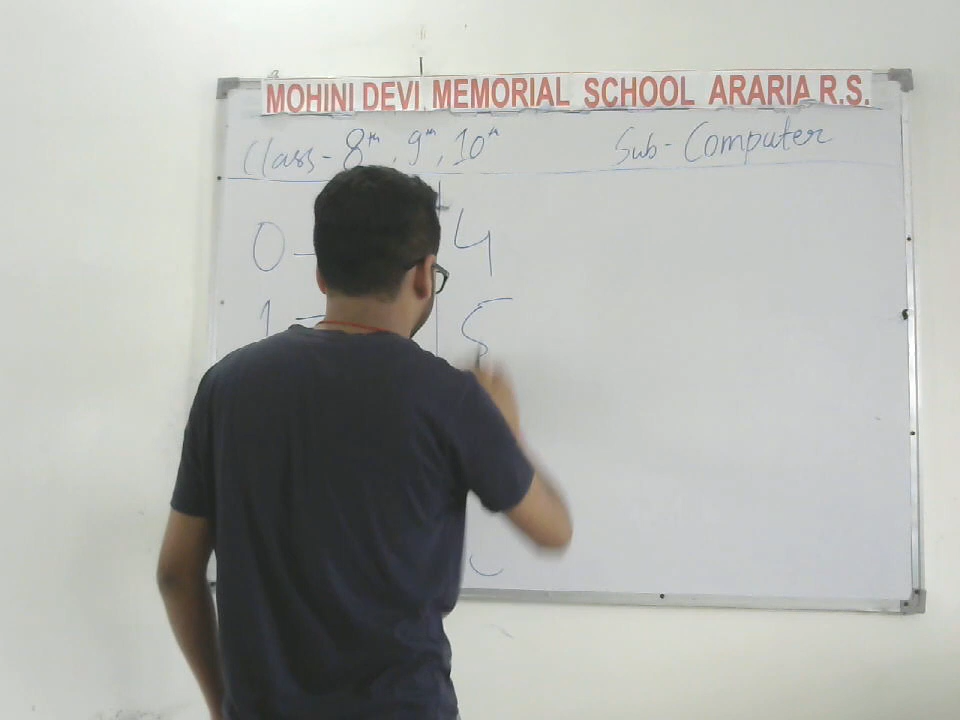 MOHINI DEVI MEMORIAL SCHOOL ARARIA R.S.
Class - 8th, 9th, 10th Sub- Computer
0 - 4
1 - 5